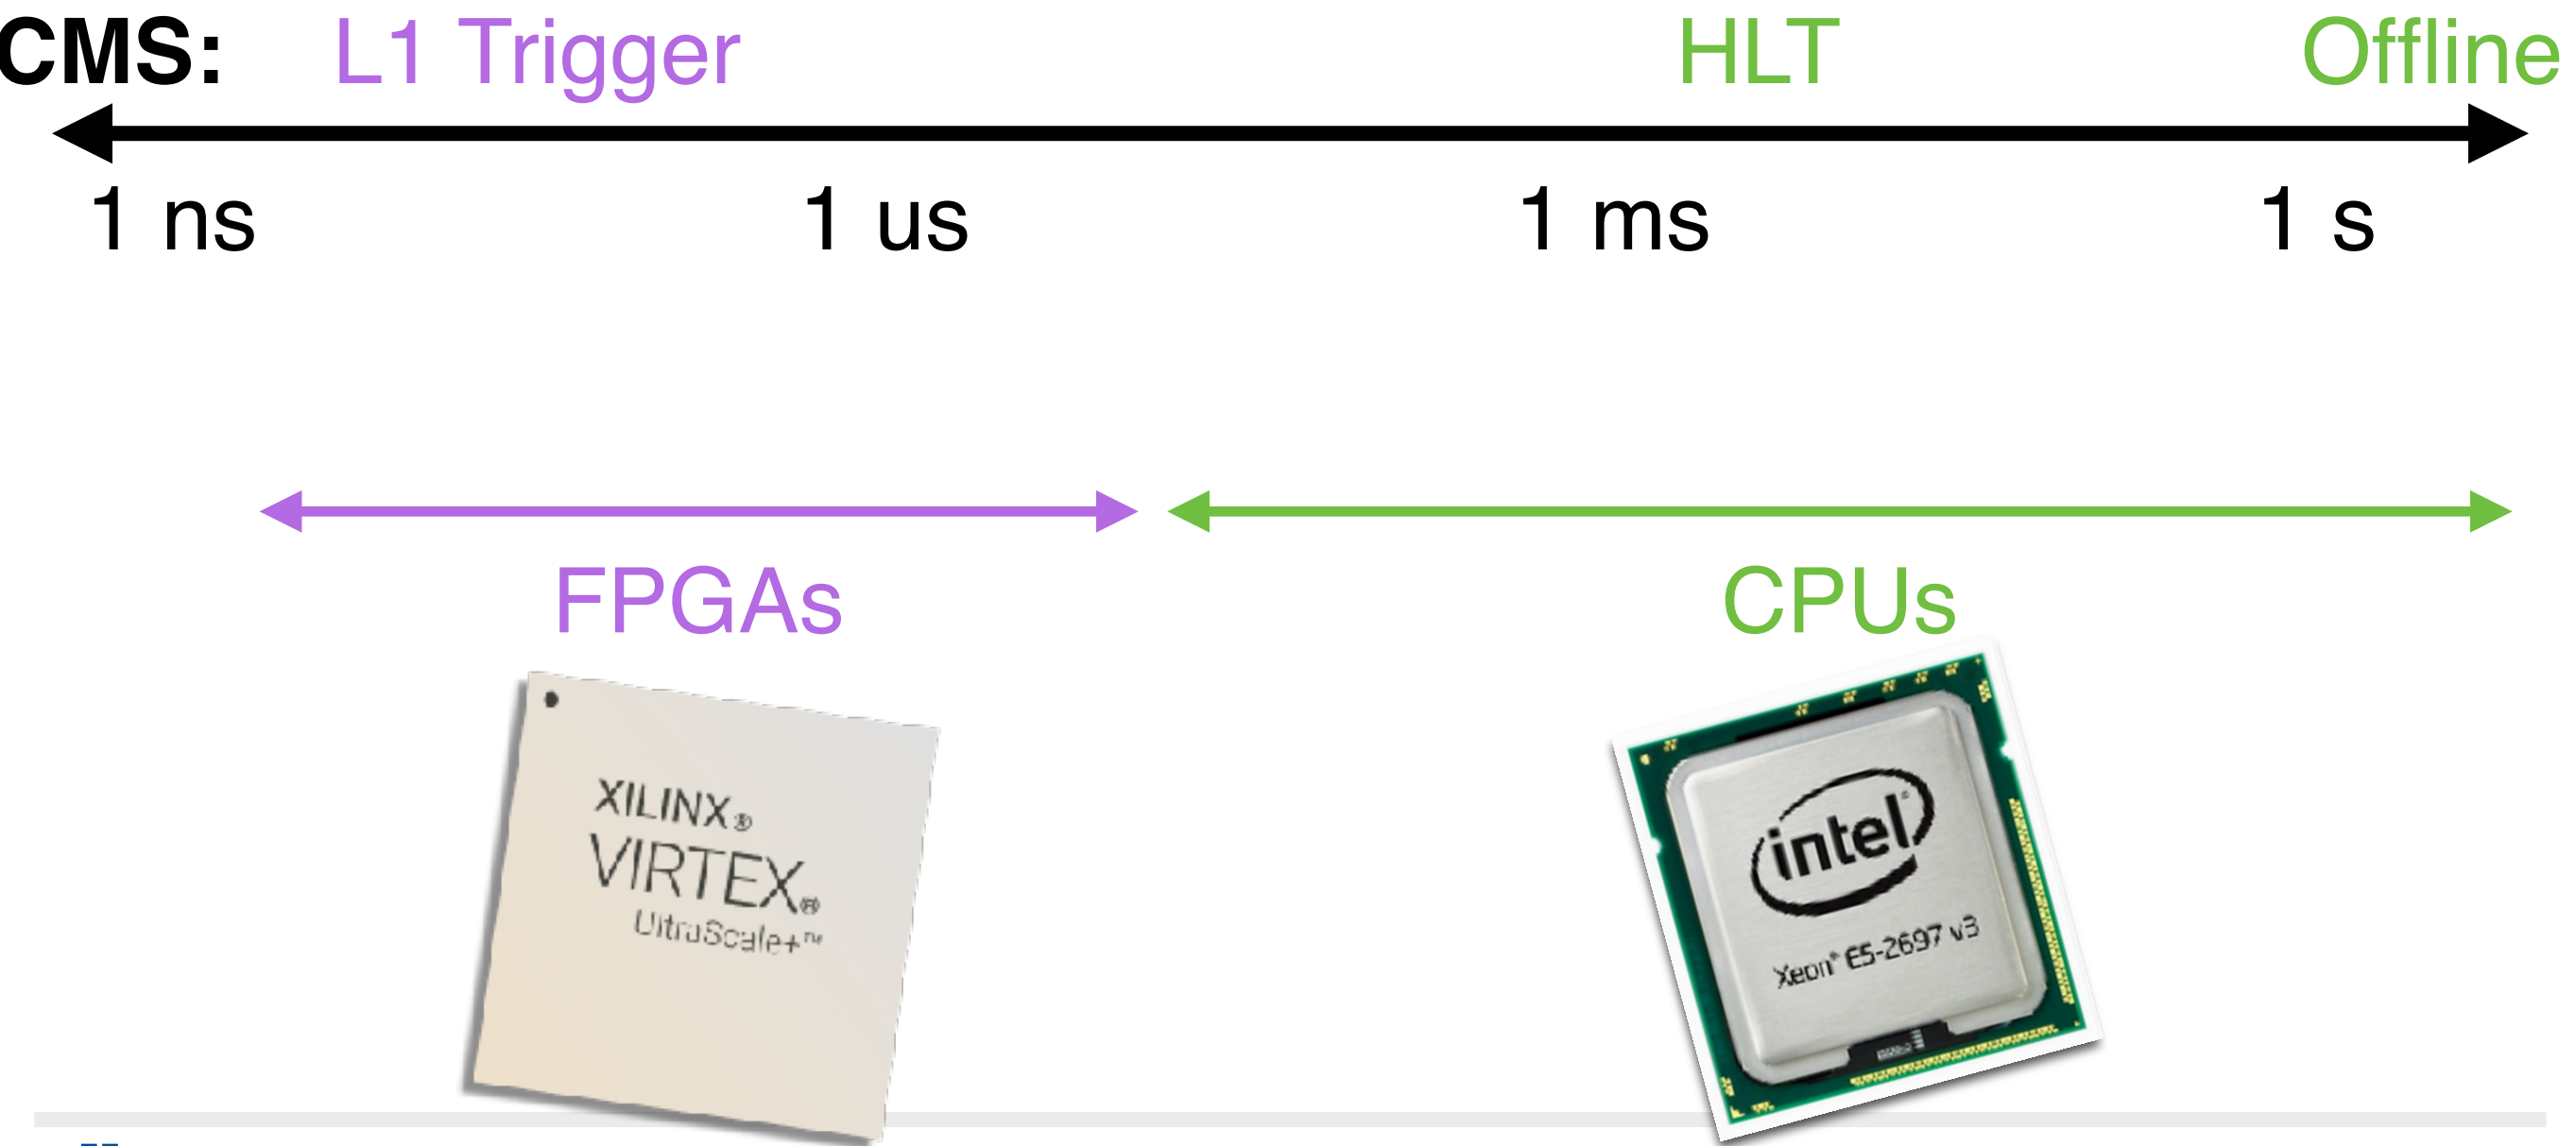 CMS: L1 Trigger HLT Offline
1 ns 1 us 1 ms 1 s
FPGAs CPUs
XILINX®
VIRTEX®
UltraScale+™
intel®
Xeon® E5-2697 v3